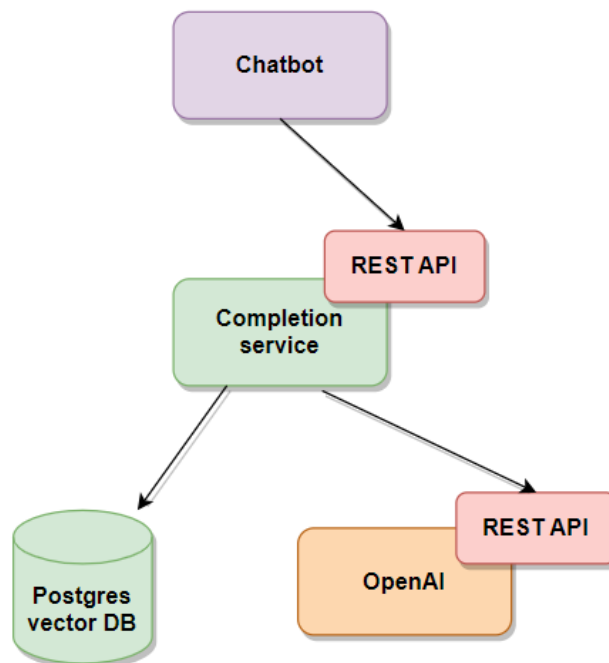 Chatbot
REST API
Completion
service
REST API
OpenAI
Postgres
vector DB